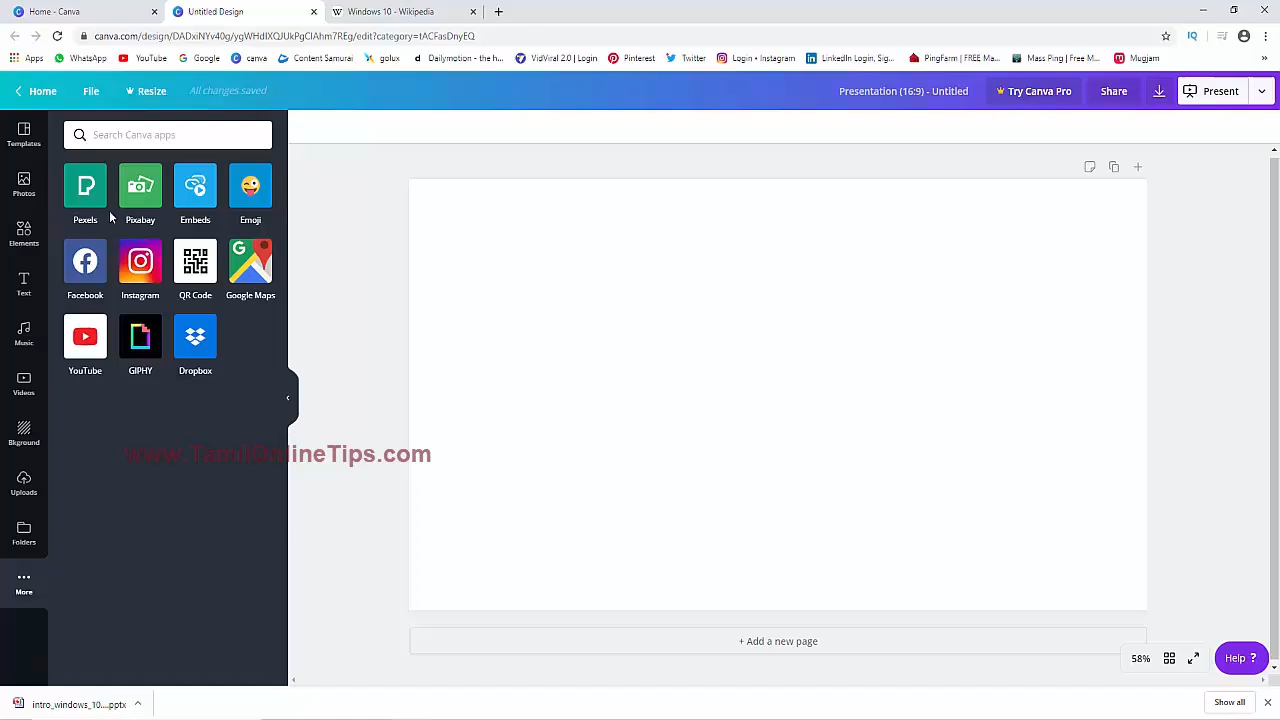 Home - Canva
Untitled Design
Windows 10 - Wikipedia
canva.com/design/DADxiNYv40g/ygWHdIXQJUkPgCIAhm7REg/edit?category=tACFasDnyEQ
Apps WhatsApp YouTube Google canva Content Samurai golux Dailymotion - the h... VidViral 2.0 (Local) Pinterest Twitter Login • Instagram LinkedIn Login, Sig... PingFarm | FREE Ma... Mass Ping | Free M... Mugjam »
Home File Resize All changes saved Presentation (16:9) - Untitled Try Canva Pro Share Present
Search Canva apps
Templates
Photos
Elements
Text
Music
Videos
Bkground
Uploads
Folders
More
Pexels Pixabay Embeds Emoji
Facebook Instagram QR Code Google Maps
YouTube GIPHY Dropbox
www.TamilOnlineTips.com
+ Add a new page
58%
Help ?
intro_windows_10....pptx
Show all